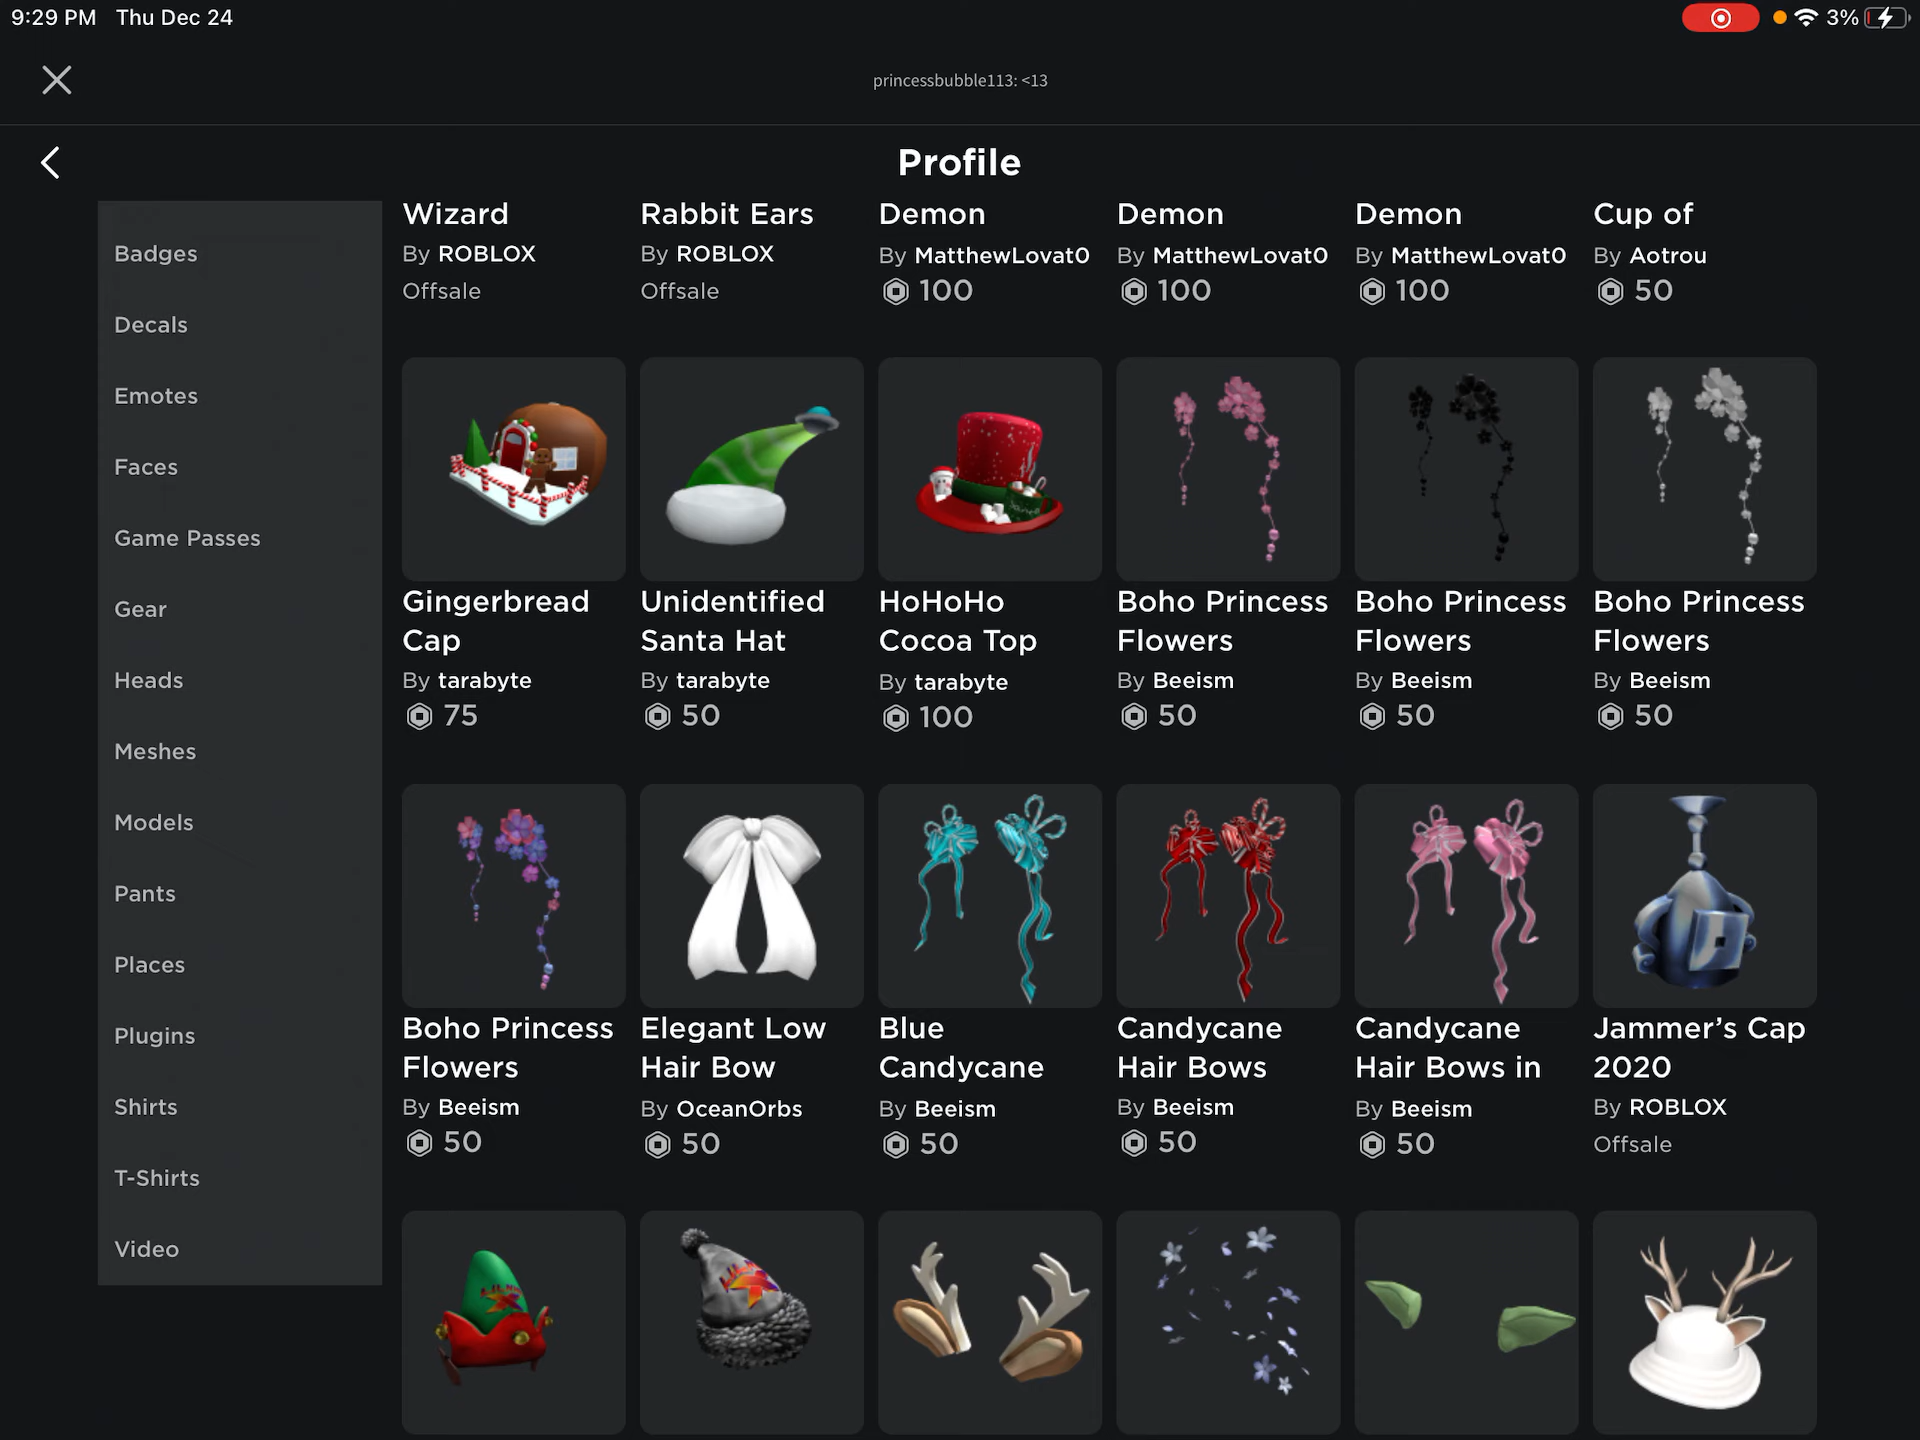 9:29 PM Thu Dec 24
3%
princessbubble113: <13
Profile
Badges
Decals
Emotes
Faces
Game Passes
Gear
Heads
Meshes
Models
Pants
Places
Plugins
Shirts
T-Shirts
Video
Wizard
By ROBLOX
Offsale
Rabbit Ears
By ROBLOX
Offsale
Demon
By MatthewLovat0
100
Demon
By MatthewLovat0
100
Demon
By MatthewLovat0
100
Cup of
By Aotrou
50
Gingerbread
Cap
By tarabyte
75
Unidentified
Santa Hat
By tarabyte
50
HoHoHo
Cocoa Top
By tarabyte
100
Boho Princess
Flowers
By Beeism
50
Boho Princess
Flowers
By Beeism
50
Boho Princess
Flowers
By Beeism
50
Boho Princess
Flowers
By Beeism
50
Elegant Low
Hair Bow
By OceanOrbs
50
Blue
Candycane
By Beeism
50
Candycane
Hair Bows
By Beeism
50
Candycane
Hair Bows in
By Beeism
50
Jammer’s Cap
2020
By ROBLOX
Offsale